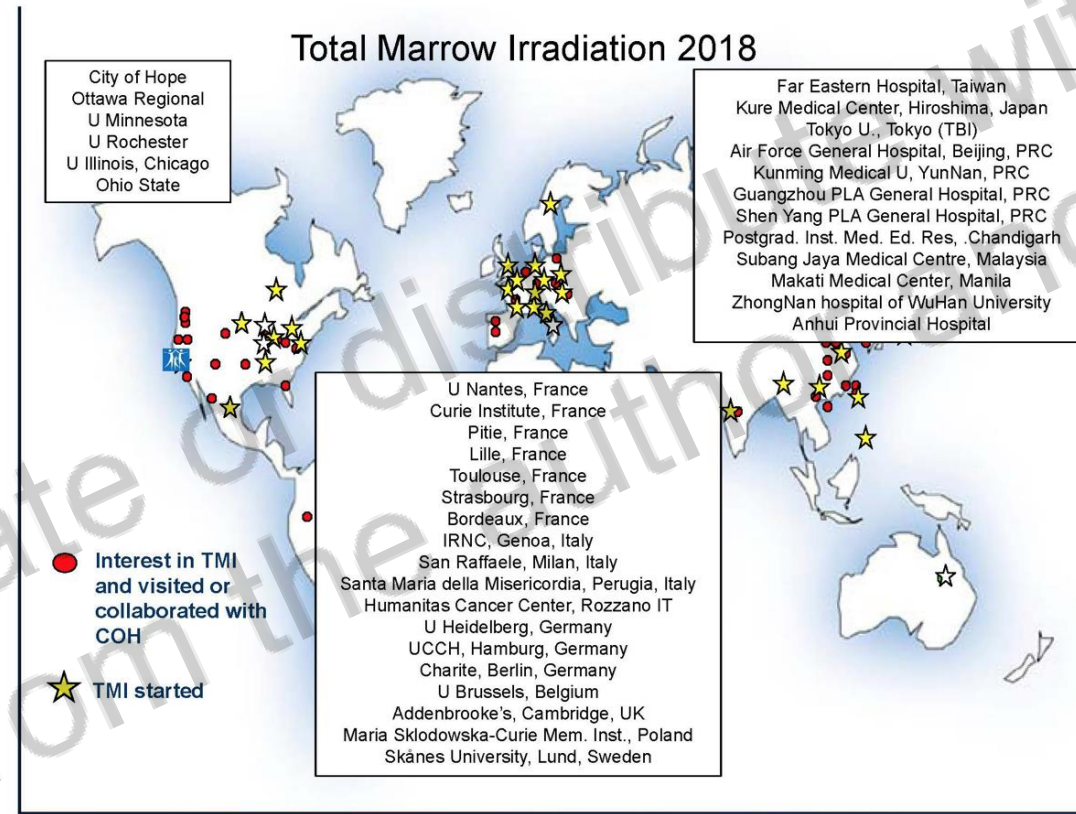 Total Marrow Irradiation 2018
City of Hope
Ottawa Regional
U Minnesota
U Rochester
U Illinois, Chicago
Ohio State
Far Eastern Hospital, Taiwan
Kure Medical Center, Hiroshima, Japan
Tokyo U., Tokyo (TBI)
Air Force General Hospital, Beijing, PRC
Kunming Medical U, YunNan, PRC
Guangzhou PLA General Hospital, PRC
Shen Yang PLA General Hospital, PRC
Postgrad. Inst. Med. Ed. Res, .Chandigarh
Subang Jaya Medical Centre, Malaysia
Makati Medical Center, Manila
ZhongNan hospital of WuHan University
Anhui Provincial Hospital
U Nantes, France
Curie Institute, France
Pitie, France
Lille, France
Toulouse, France
Strasbourg, France
Bordeaux, France
IRNC, Genoa, Italy
San Raffaele, Milan, Italy
Santa Maria della Misericordia, Perugia, Italy
Humanitas Cancer Center, Rozzano IT
U Heidelberg, Germany
UCCH, Hamburg, Germany
Charite, Berlin, Germany
U Brussels, Belgium
Addenbrooke's, Cambridge, UK
Maria Sklodowska-Curie Mem. Inst., Poland
Skånes University, Lund, Sweden
Interest in TMI
and visited or
collaborated with
COH
TMI started
or distribute
the author